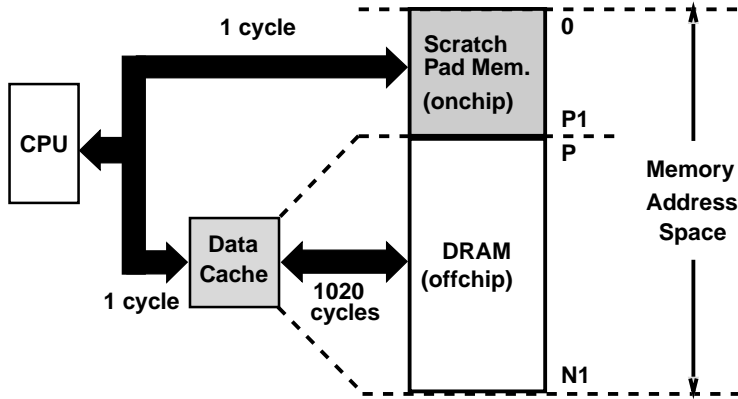 1 cycle
Scratch
Pad Mem.
(onchip)
0
P1
CPU
P
Memory
Address
Space
Data
Cache
DRAM
(offchip)
1 cycle
1020
cycles
N1